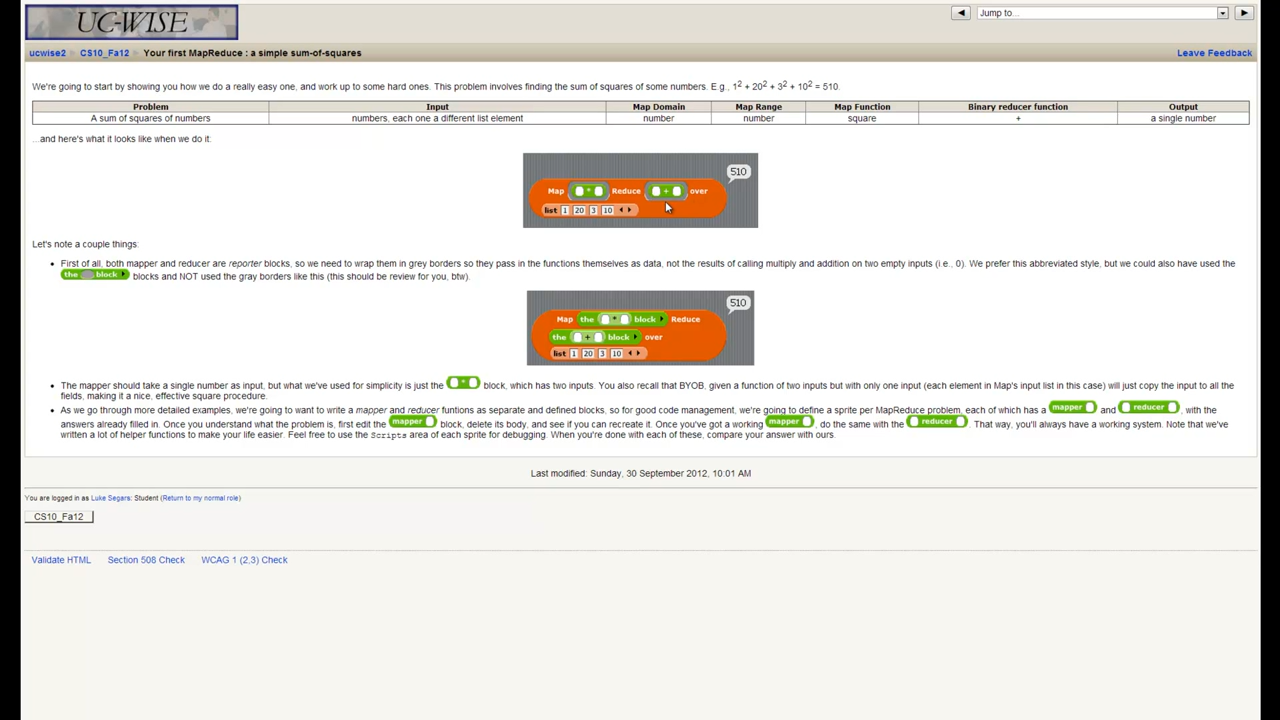 UC-WISE
Jump to...
ucwise2 ► CS10_Fa12 ► Your first MapReduce : a simple sum-of-squares
Leave Feedback
We're going to start by showing you how we do a really easy one, and work up to some hard ones. This problem involves finding the sum of squares of some numbers. E.g., 1² + 20² + 3² + 10² = 510.
Problem Input Map Domain Map Range Map Function Binary reducer function Output
A sum of squares of numbers numbers, each one a different list element number number square + a single number
...and here's what it looks like when we do it:
510
Map * Reduce + over
list 1 20 3 10
Let's note a couple things:
• First of all, both mapper and reducer are reporter blocks, so we need to wrap them in grey borders so they pass in the functions themselves as data, not the results of calling multiply and addition on two empty inputs (i.e., 0). We prefer this abbreviated style, but we could also have used the
the block blocks and NOT used the gray borders like this (this should be review for you, btw).
510
Map the * block Reduce
the + block over
list 1 20 3 10
• The mapper should take a single number as input, but what we've used for simplicity is just the * block, which has two inputs. You also recall that BYOB, given a function of two inputs but with only one input (each element in Map's input list in this case) will just copy the input to all the
fields, making it a nice, effective square procedure.
• As we go through more detailed examples, we're going to want to write a mapper and reducer funtions as separate and defined blocks, so for good code management, we're going to define a sprite per MapReduce problem, each of which has a mapper and reducer, with the
answers already filled in. Once you understand what the problem is, first edit the mapper block, delete its body, and see if you can recreate it. Once you've got a working mapper, do the same with the reducer. That way, you'll always have a working system. Note that we've
written a lot of helper functions to make your life easier. Feel free to use the Scripts area of each sprite for debugging. When you're done with each of these, compare your answer with ours.
Last modified: Sunday, 30 September 2012, 10:01 AM
You are logged in as Luke Segars: Student (Return to my normal role)
CS10_Fa12
Validate HTML Section 508 Check WCAG 1 (2,3) Check